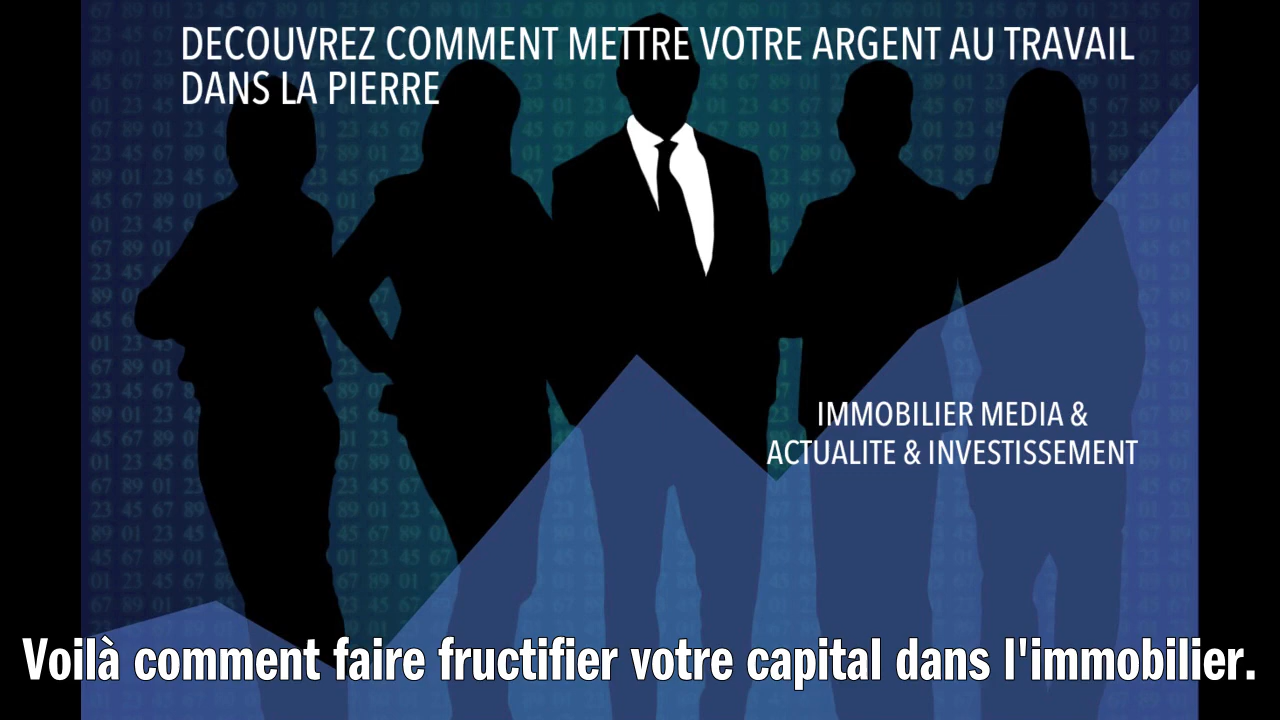 DECOUVREZ COMMENT METTRE VOTRE ARGENT AU TRAVAIL
DANS LA PIERRE
IMMOBILIER MEDIA &
ACTUALITE & INVESTISSEMENT
Voilà comment faire fructifier votre capital dans l'immobilier.